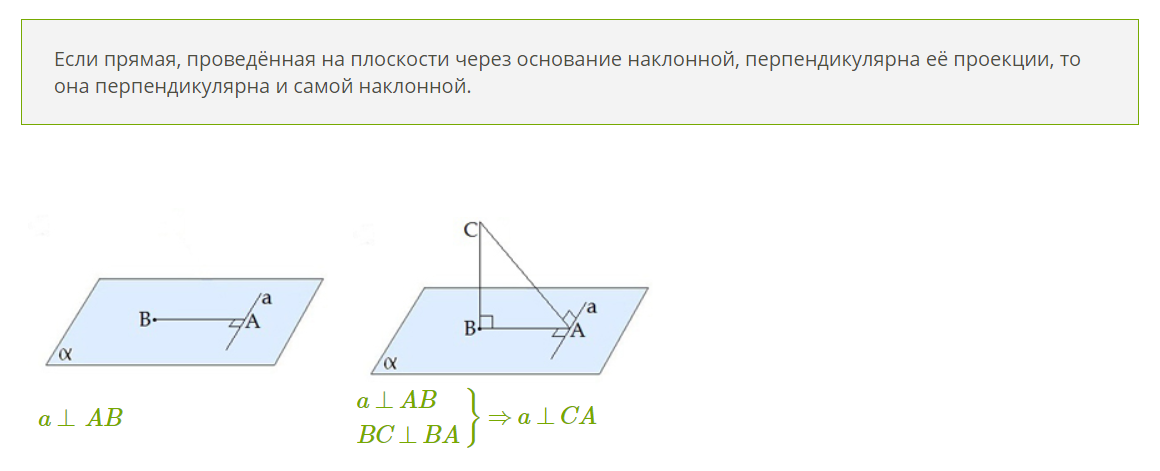 Если прямая, проведённая на плоскости через основание наклонной, перпендикулярна её проекции, то
она перпендикулярна и самой наклонной.
B
a
A
α
C
B
a
A
α
a ⊥ AB
a ⊥ AB
BC ⊥ BA
} ⇒ a ⊥ CA